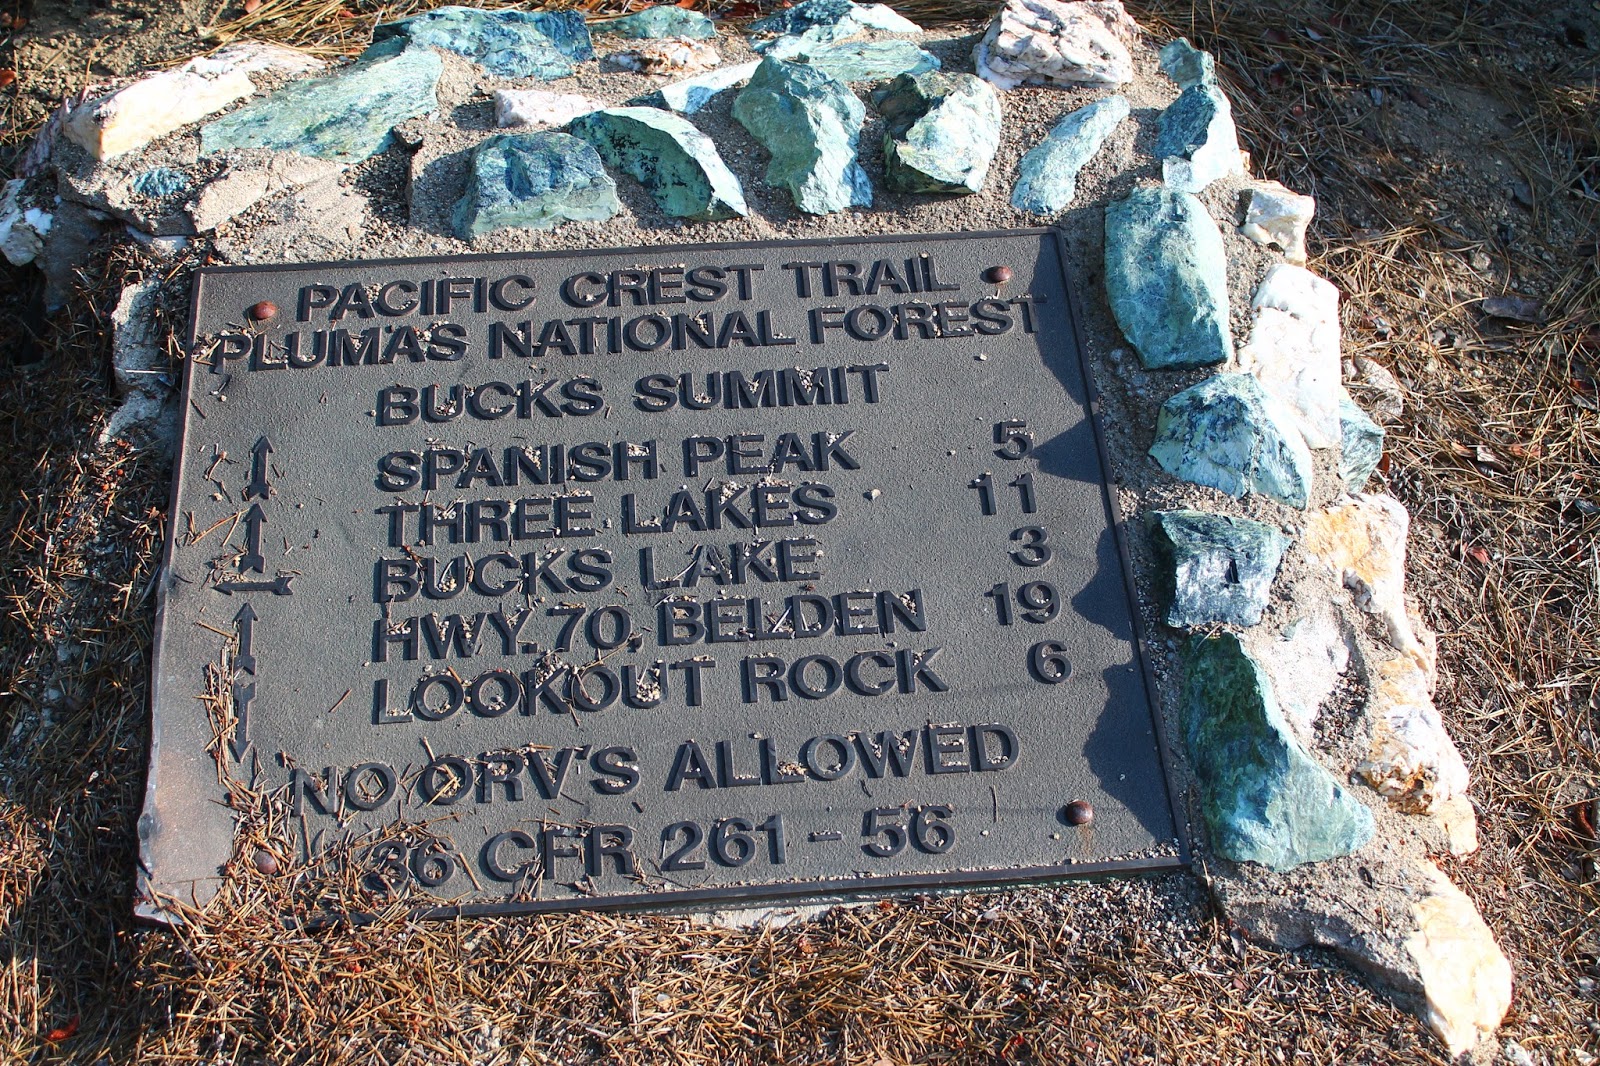 PACIFIC CREST TRAIL
PLUMAS NATIONAL FOREST
BUCKS SUMMIT
SPANISH PEAK 5
THREE LAKES 11
BUCKS LAKE 3
HWY. 70, BELDEN 19
LOOKOUT ROCK 6
NO ORV'S ALLOWED
36 CFR 261-56